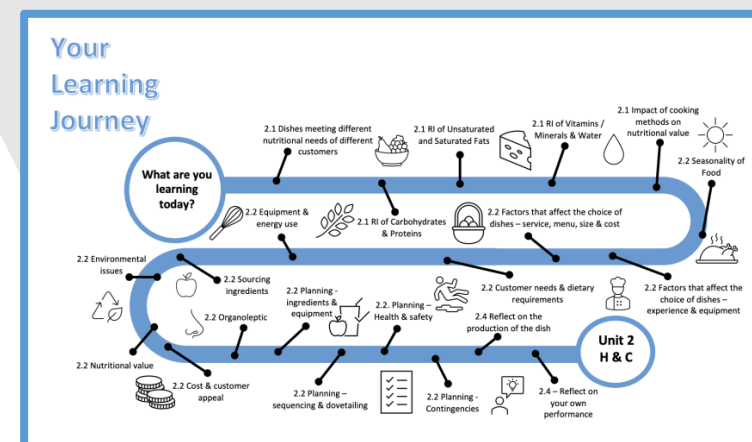 Your
Learning
Journey
What are you
learning
today?
2.1 Dishes meeting different
nutritional needs of different
customers
2.1 RI of Carbohydrates
& Proteins
2.1 RI of Unsaturated
and Saturated Fats
2.1 RI of Vitamins /
Minerals & Water
2.1 Impact of cooking
methods on
nutritional value
2.2 Seasonality of
Food
2.2 Factors that affect the
choice of dishes –
experience & equipment
2.2 Factors that affect the choice of
dishes – service, menu, size & cost
2.2 Customer needs & dietary
requirements
2.2 Equipment &
energy use
2.2 Sourcing
ingredients
2.2 Environmental
issues
2.2 Nutritional value
2.2 Cost & customer
appeal
2.2 Organoleptic
2.2 Planning -
ingredients &
equipment
2.2 Planning –
sequencing & dovetailing
2.2. Planning –
Health & safety
2.2 Planning -
Contingencies
2.4 Reflect on the
production of the dish
2.4 – Reflect on
your own
performance
Unit 2
H & C